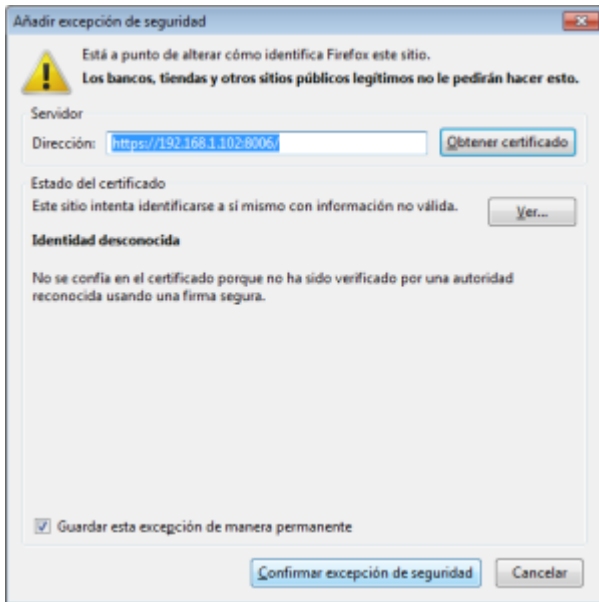 Añadir excepción de seguridad
Está a punto de alterar cómo identifica Firefox este sitio.
Los bancos, tiendas y otros sitios públicos legítimos no le pedirán hacer esto.
Servidor
Dirección: https://192.168.1.102:8006/ Obtener certificado
Estado del certificado
Este sitio intenta identificarse a sí mismo con información no válida. Ver...
Identidad desconocida
No se confía en el certificado porque no ha sido verificado por una autoridad
reconocida usando una firma segura.
Guardar esta excepción de manera permanente
Confirmar excepción de seguridad Cancelar